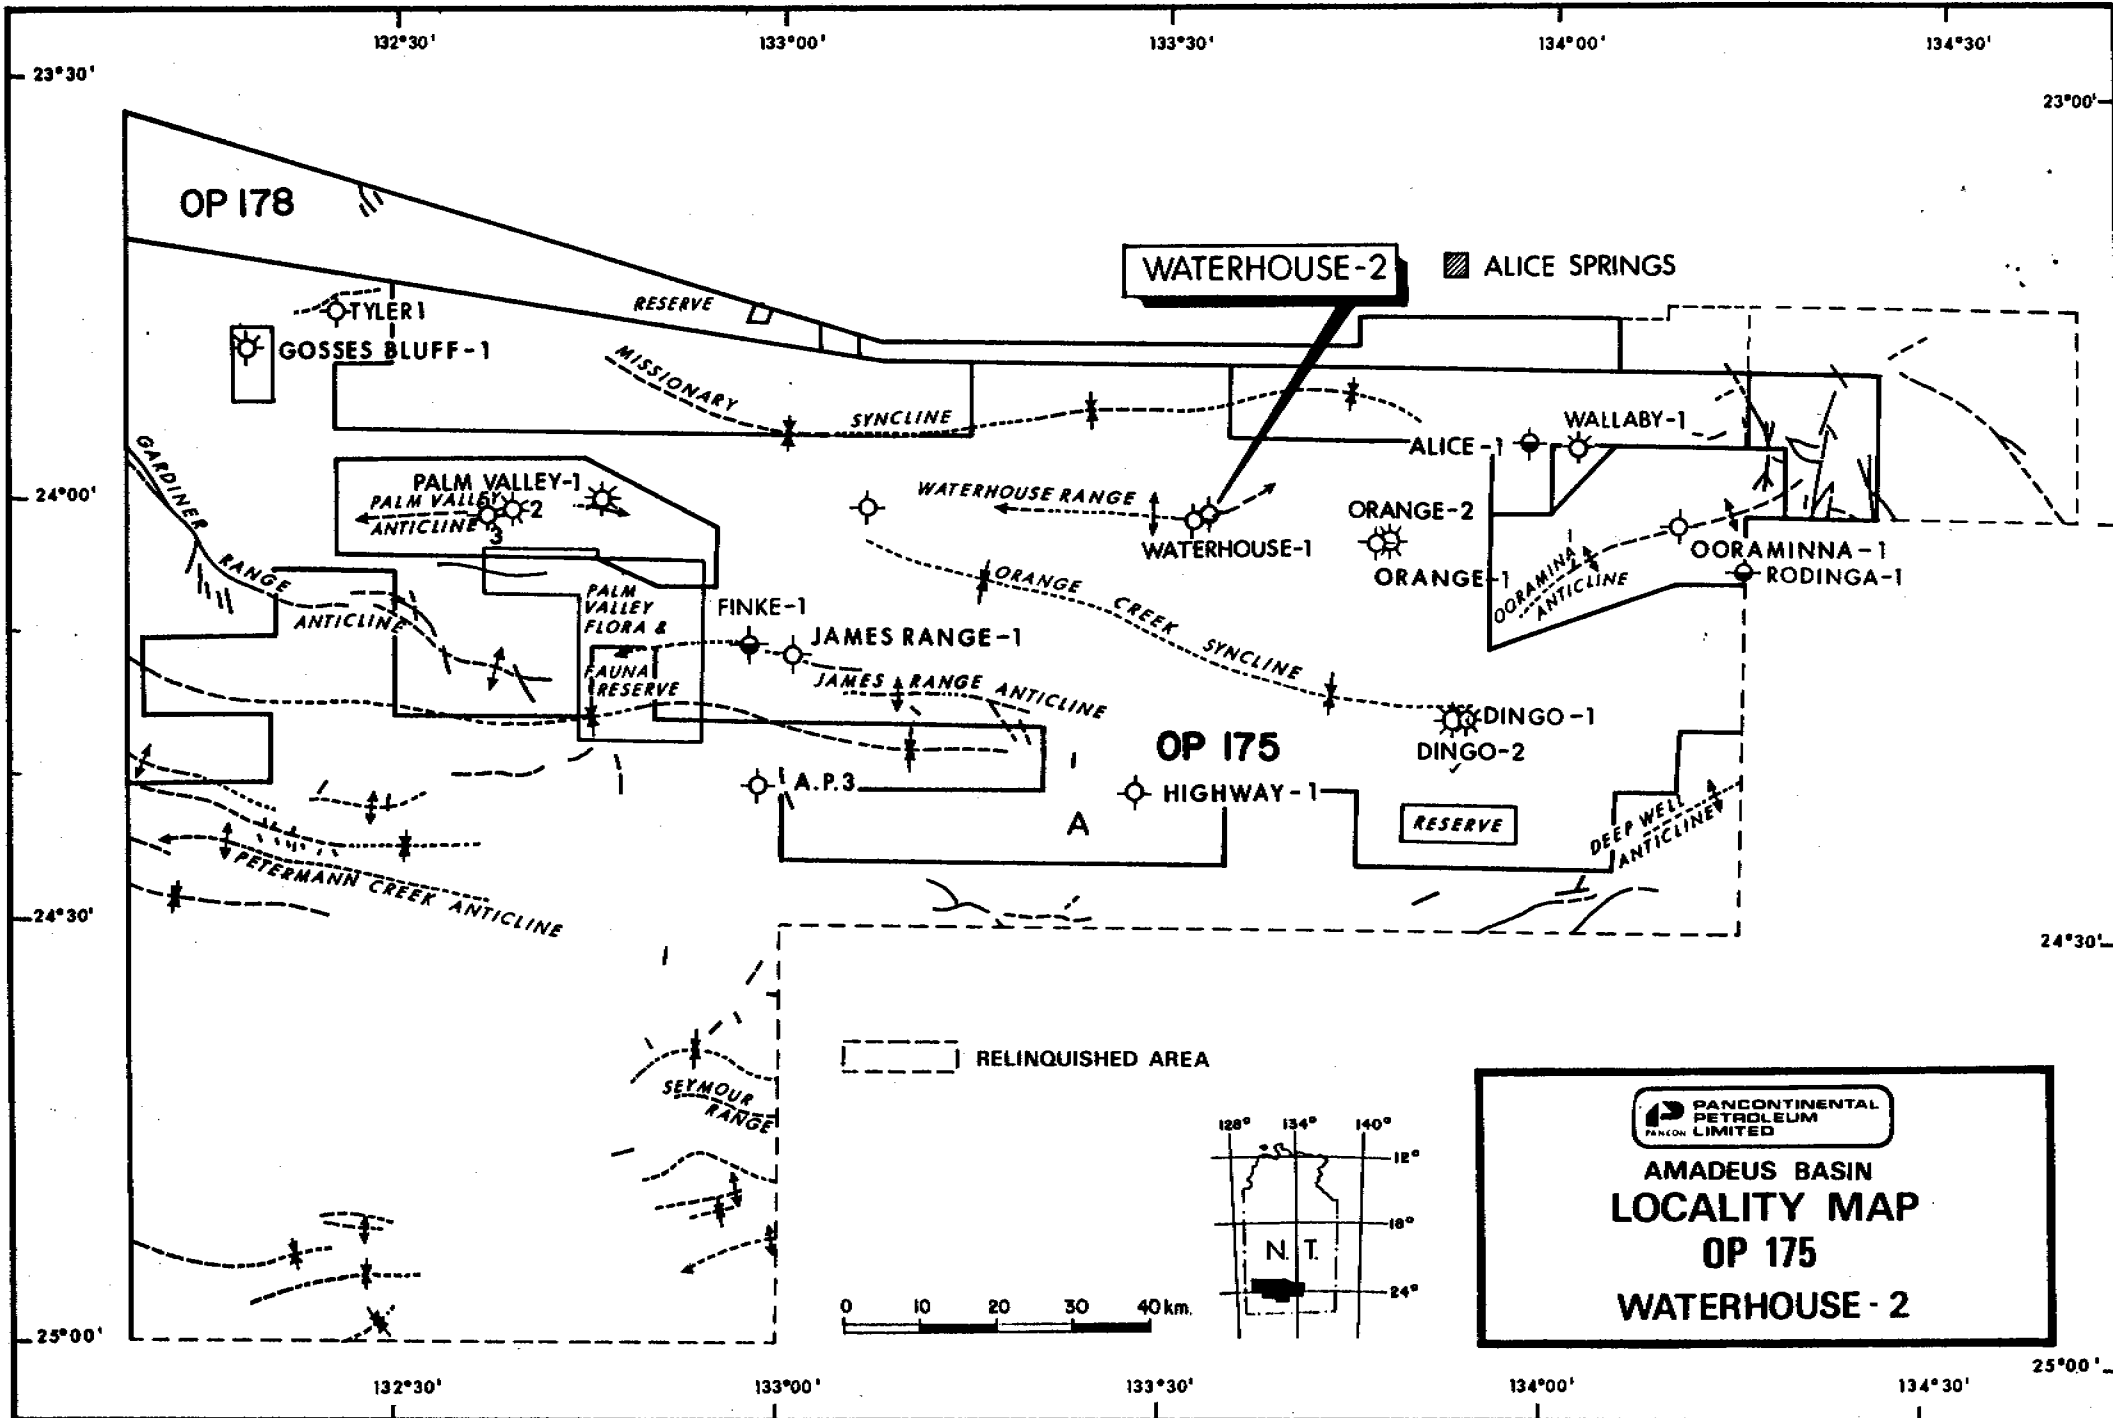 132°30'
133°00'
133°30'
134°00'
134°30'
23°30'
23°00'
OP 178
WATERHOUSE-2
ALICE SPRINGS
RESERVE
TYLER 1
GOSSES BLUFF-1
MISSIONARY
SYNCLINE
WALLABY-1
ALICE-1
GARDINER
RANGE
ANTICLINE
24°00'
PALM VALLEY-1
PALM VALLEY
ANTICLINE
2
3
WATERHOUSE RANGE
WATERHOUSE-1
ORANGE-2
ORANGE-1
OORAMINNA-1
RODINGA-1
OORAMINA
ANTICLINE
ORANGE CREEK SYNCLINE
PALM
VALLEY
FLORA &
FAUNA
RESERVE
FINKE-1
JAMES RANGE-1
JAMES RANGE ANTICLINE
OP 175
DINGO-1
DINGO-2
A.P.3
HIGHWAY-1
I
A
RESERVE
DEEP WELL
ANTICLINE
PETERMANN CREEK ANTICLINE
24°30'
24°30'
RELINQUISHED AREA
SEYMOUR
RANGE
128° 134° 140°
12°
18°
N. T.
24°
0 10 20 30 40 km.
PANCONTINENTAL
PETROLEUM
LIMITED
PANCON
AMADEUS BASIN
LOCALITY MAP
OP 175
WATERHOUSE - 2
25°00'
25°00'
132°30'
133°00'
133°30'
134°00'
134°30'